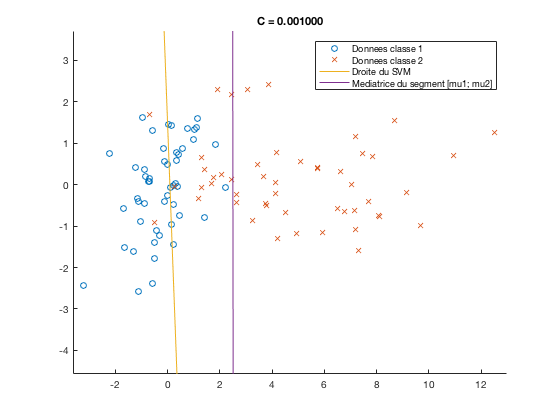 C = 0.001000
Donnees classe 1
Donnees classe 2
Droite du SVM
Mediatrice du segment [mu1; mu2]
3
2
1
0
-1
-2
-3
-4
-2 0 2 4 6 8 10 12